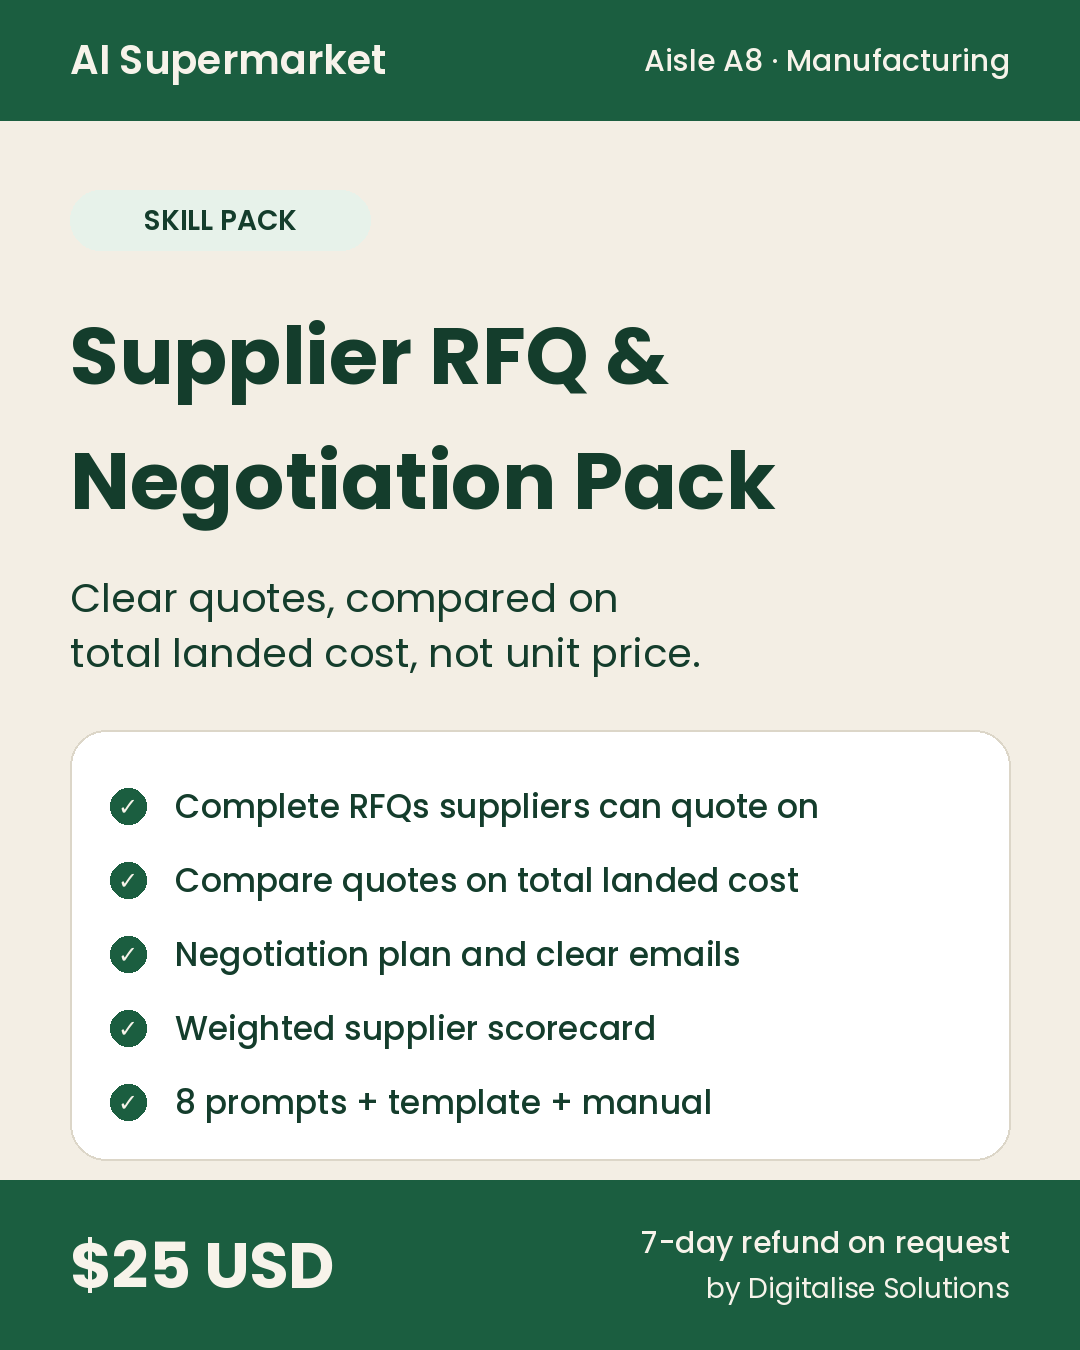 AI Supermarket
Aisle A8 · Manufacturing
SKILL PACK
Supplier RFQ &
Negotiation Pack
Clear quotes, compared on
total landed cost, not unit price.
✓ Complete RFQs suppliers can quote on
✓ Compare quotes on total landed cost
✓ Negotiation plan and clear emails
✓ Weighted supplier scorecard
✓ 8 prompts + template + manual
$25 USD
7-day refund on request
by Digitalise Solutions